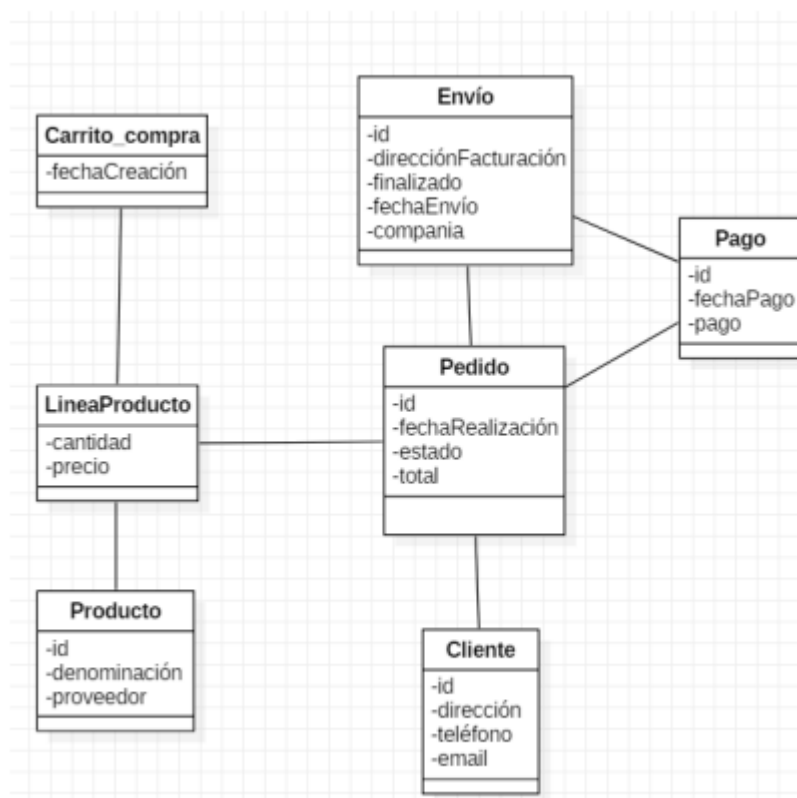 Carrito_compra
-fechaCreación
Envío
-id
-direcciónFacturación
-finalizado
-fechaEnvío
-compania
Pago
-id
-fechaPago
-pago
LineaProducto
-cantidad
-precio
Pedido
-id
-fechaRealización
-estado
-total
Producto
-id
-denominación
-proveedor
Cliente
-id
-dirección
-teléfono
-email